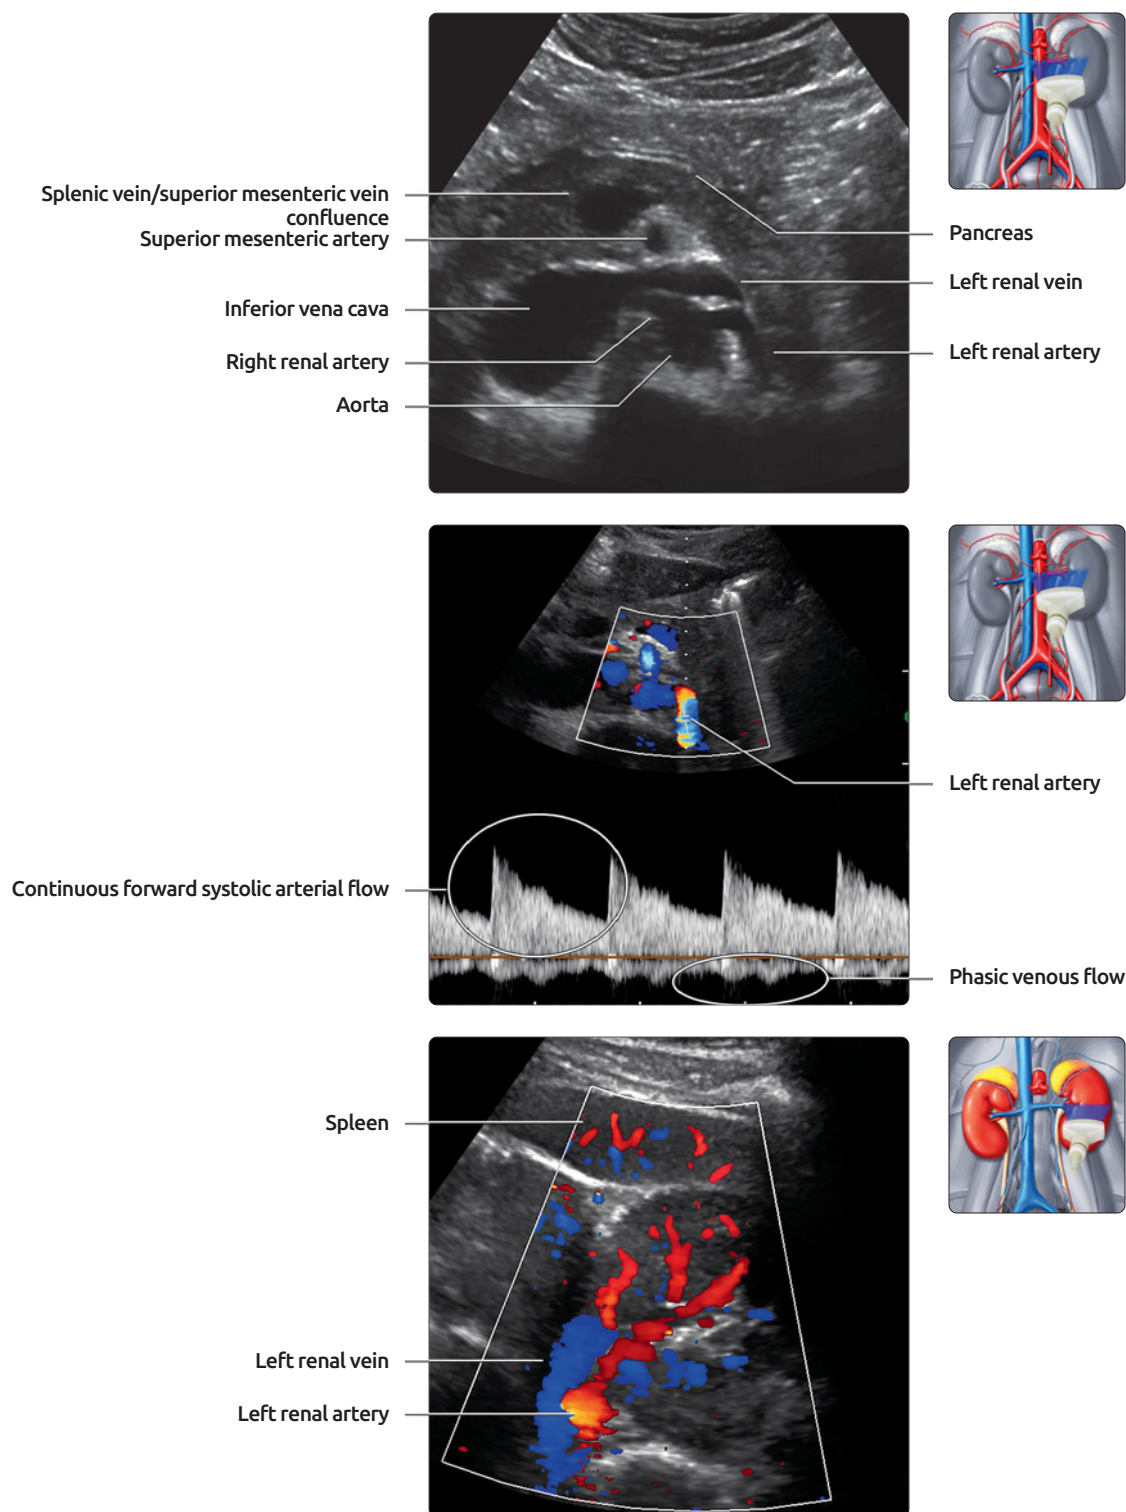 Splenic vein/superior mesenteric vein
confluence
Superior mesenteric artery
Inferior vena cava
Right renal artery
Aorta
Pancreas
Left renal vein
Left renal artery
Left renal artery
Continuous forward systolic arterial flow
Phasic venous flow
Spleen
Left renal vein
Left renal artery